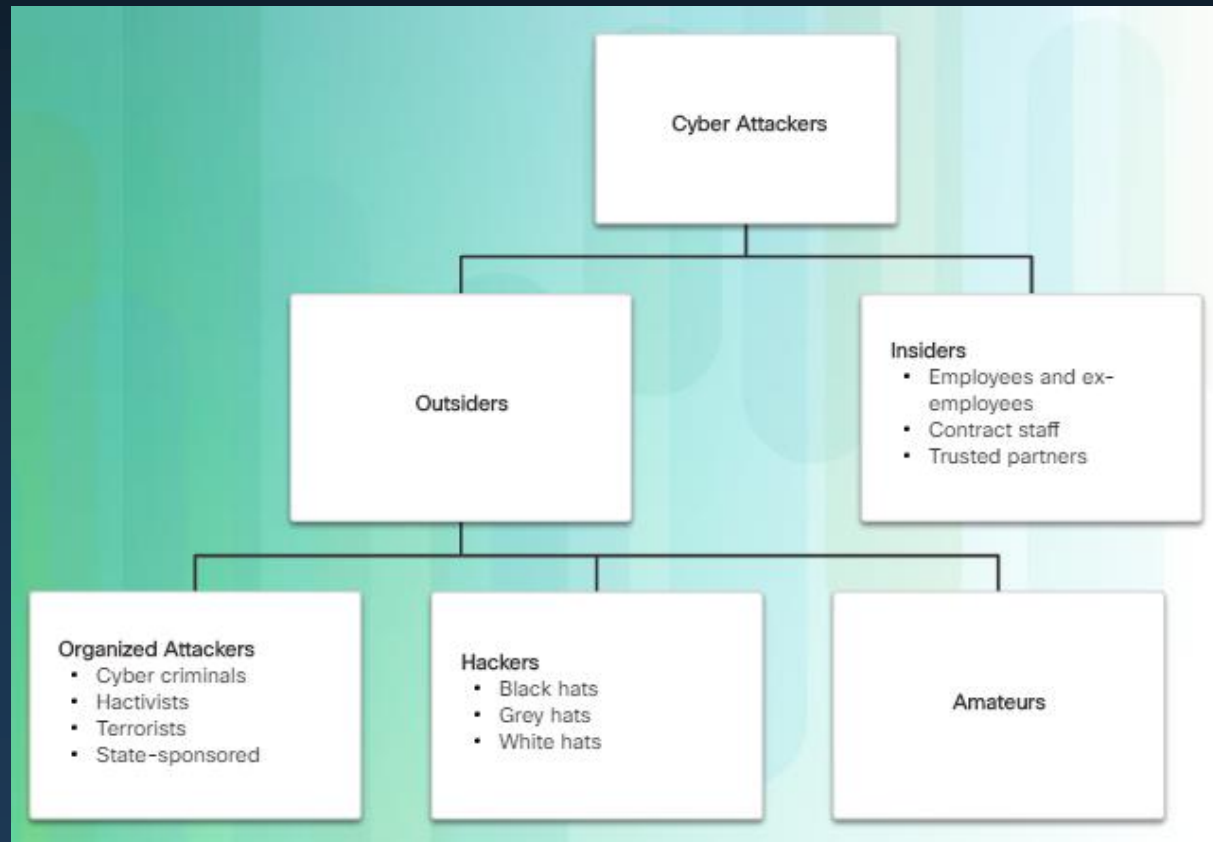 Cyber Attackers
Outsiders
Insiders
• Employees and ex-
employees
• Contract staff
• Trusted partners
Organized Attackers
• Cyber criminals
• Hactivists
• Terrorists
• State-sponsored
Hackers
• Black hats
• Grey hats
• White hats
Amateurs